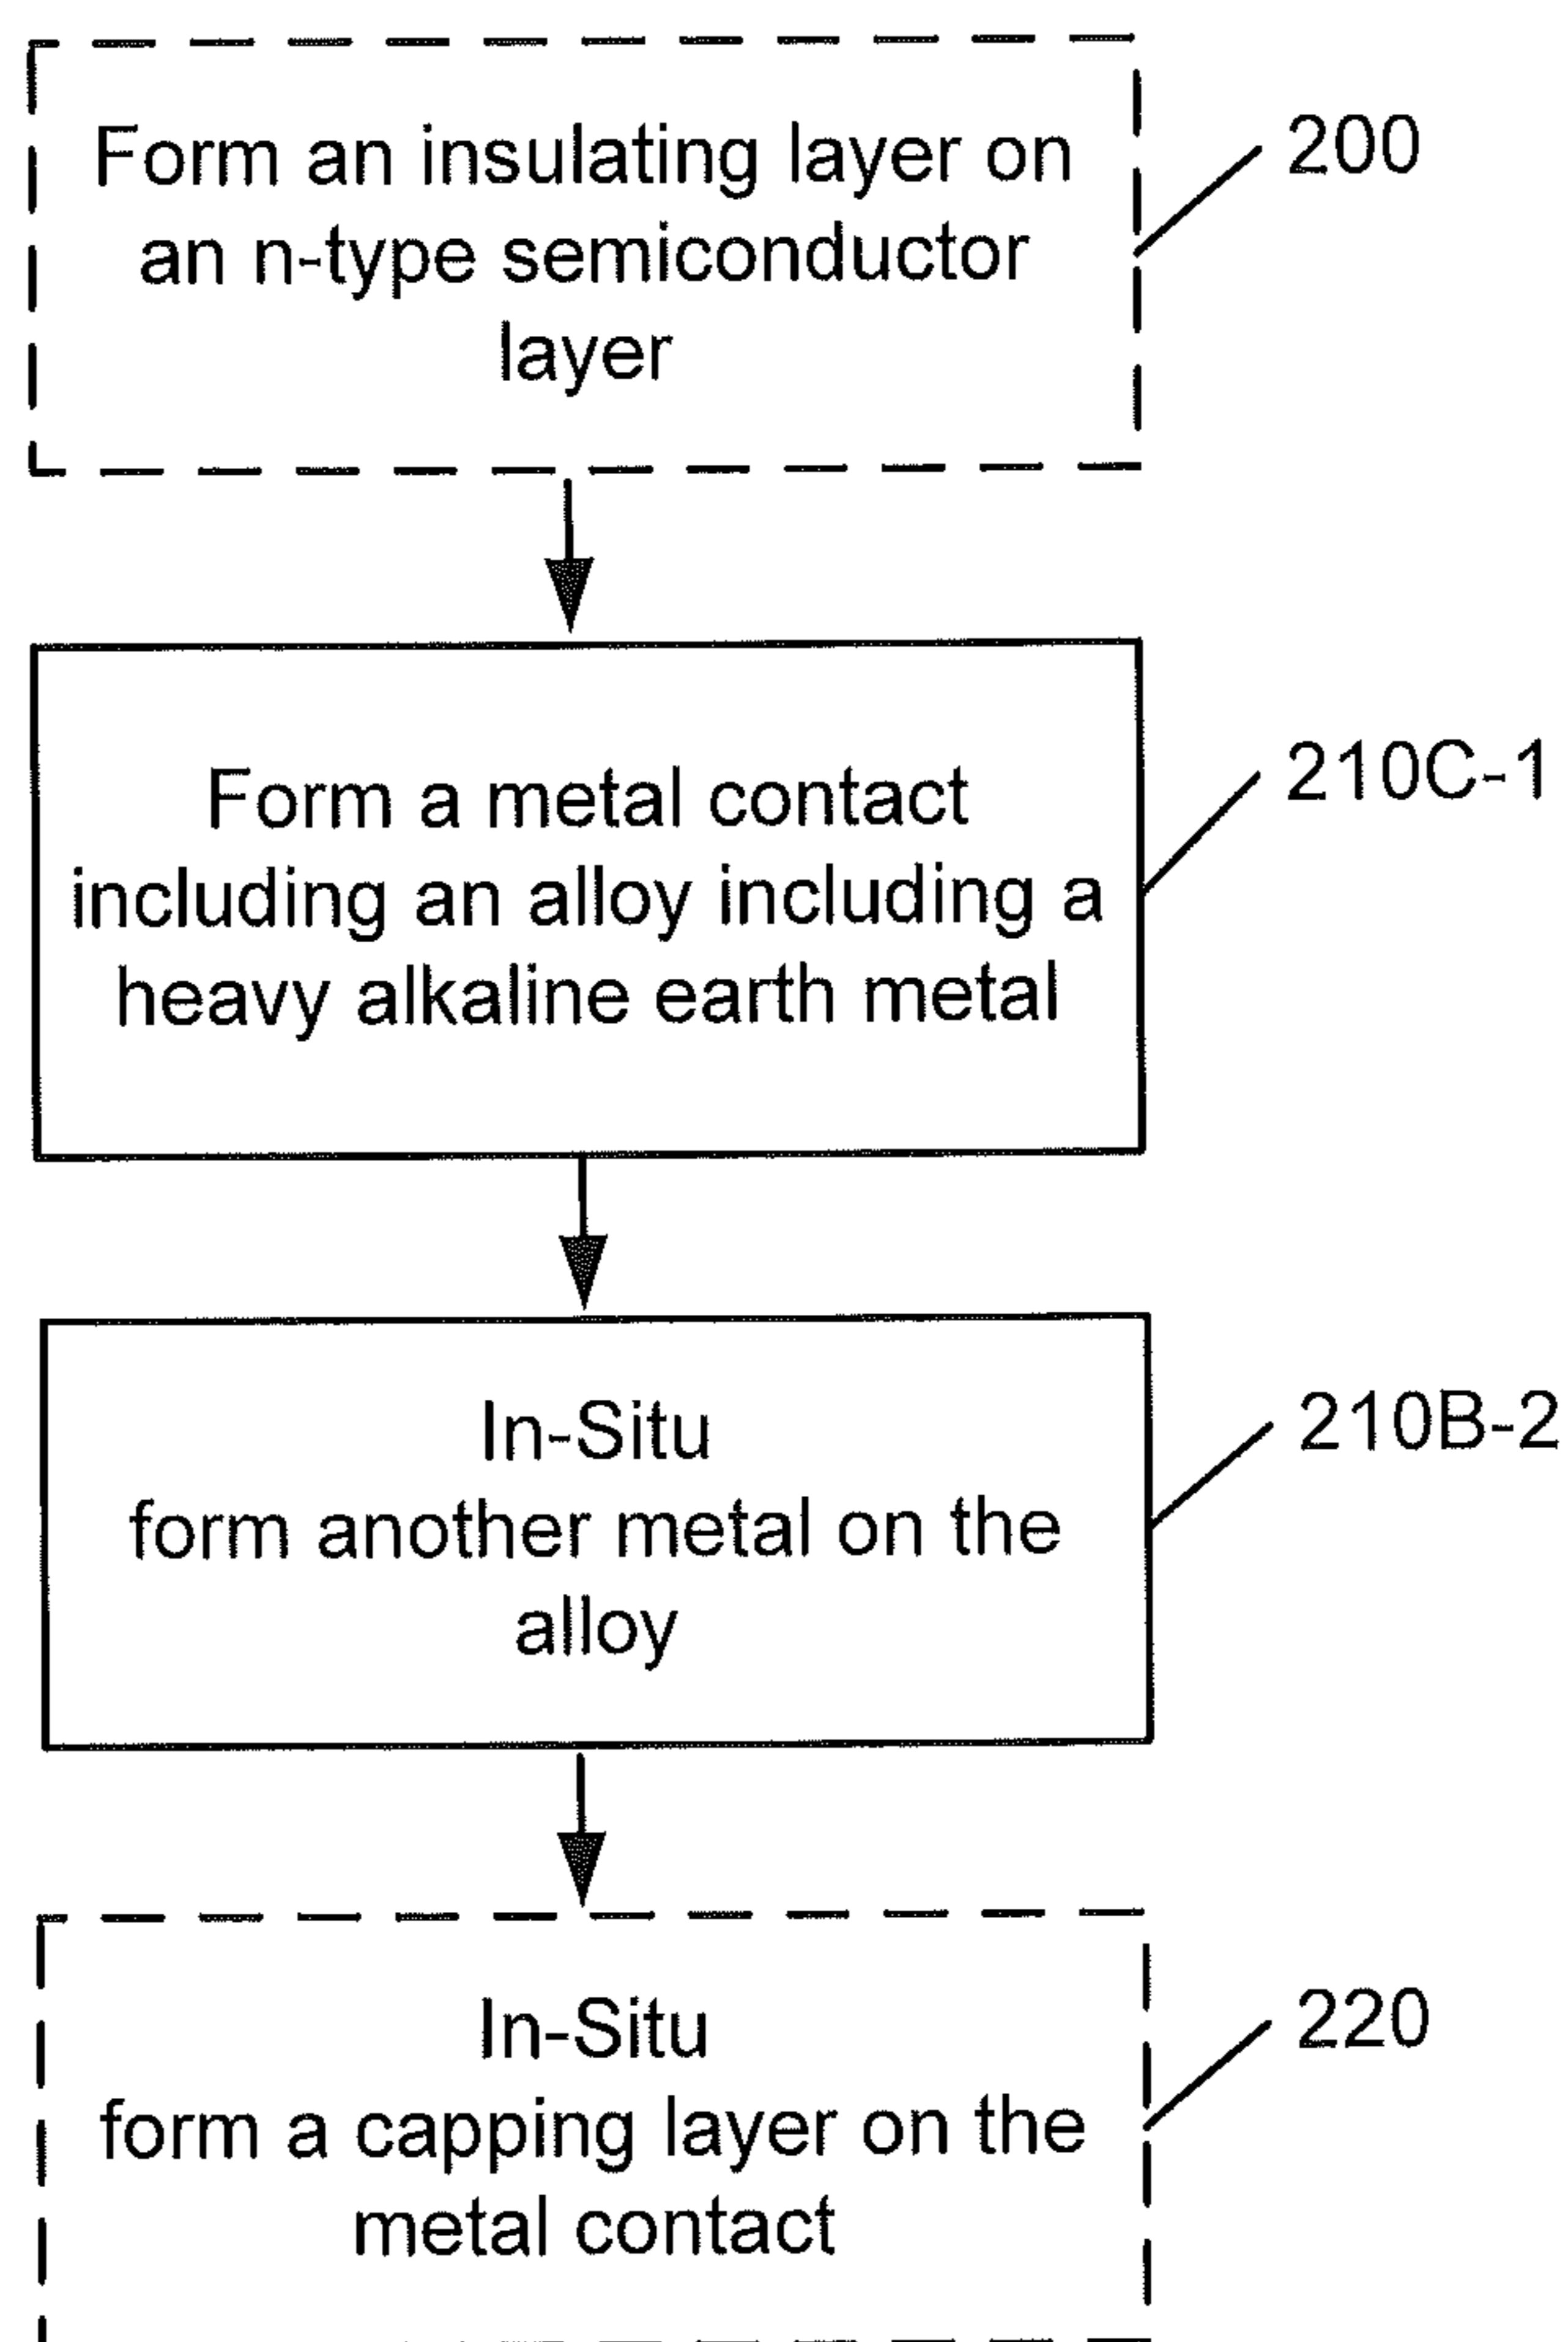 Form an insulating layer on
an n-type semiconductor
layer
200
Form a metal contact
including an alloy including a
heavy alkaline earth metal
210C-1
In-Situ
form another metal on the
alloy
210B-2
In-Situ
form a capping layer on the
metal contact
220